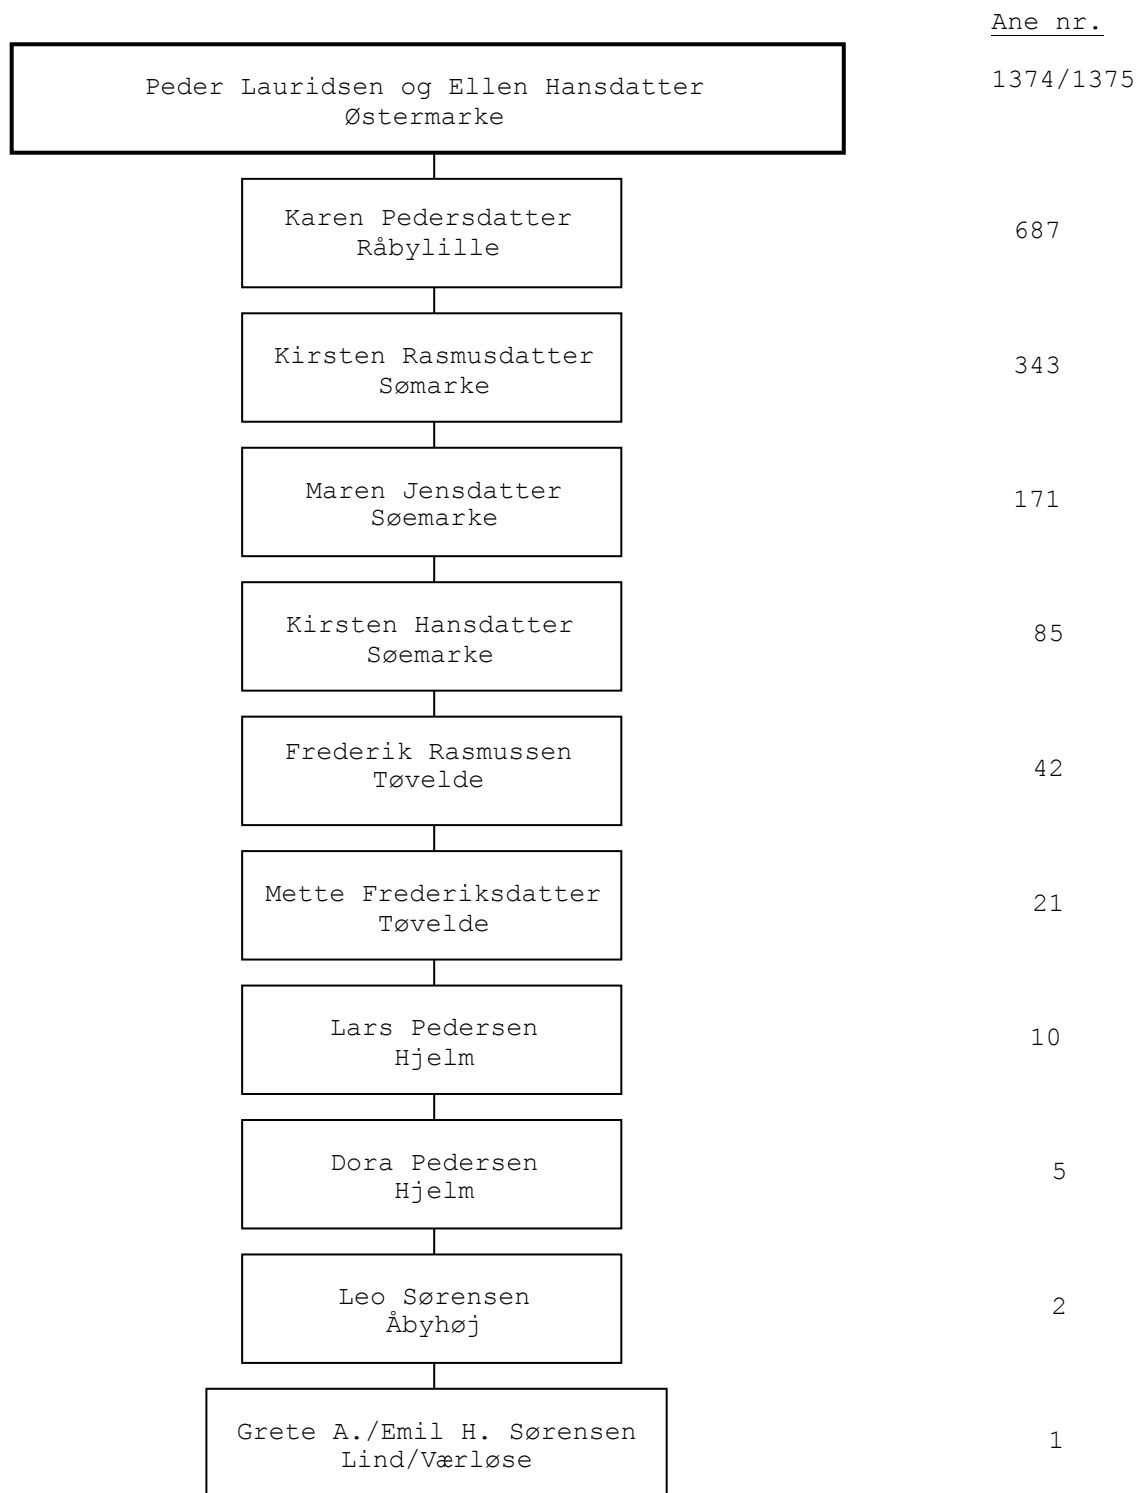 Ane nr.
Peder Lauridsen og Ellen Hansdatter
Østermarke
1374/1375
Karen Pedersdatter
Råbylille
687
Kirsten Rasmusdatter
Sømarke
343
Maren Jensdatter
Søemarke
171
Kirsten Hansdatter
Søemarke
85
Frederik Rasmussen
Tøvelde
42
Mette Frederiksdatter
Tøvelde
21
Lars Pedersen
Hjelm
10
Dora Pedersen
Hjelm
5
Leo Sørensen
Åbyhøj
2
Grete A./Emil H. Sørensen
Lind/Værløse
1